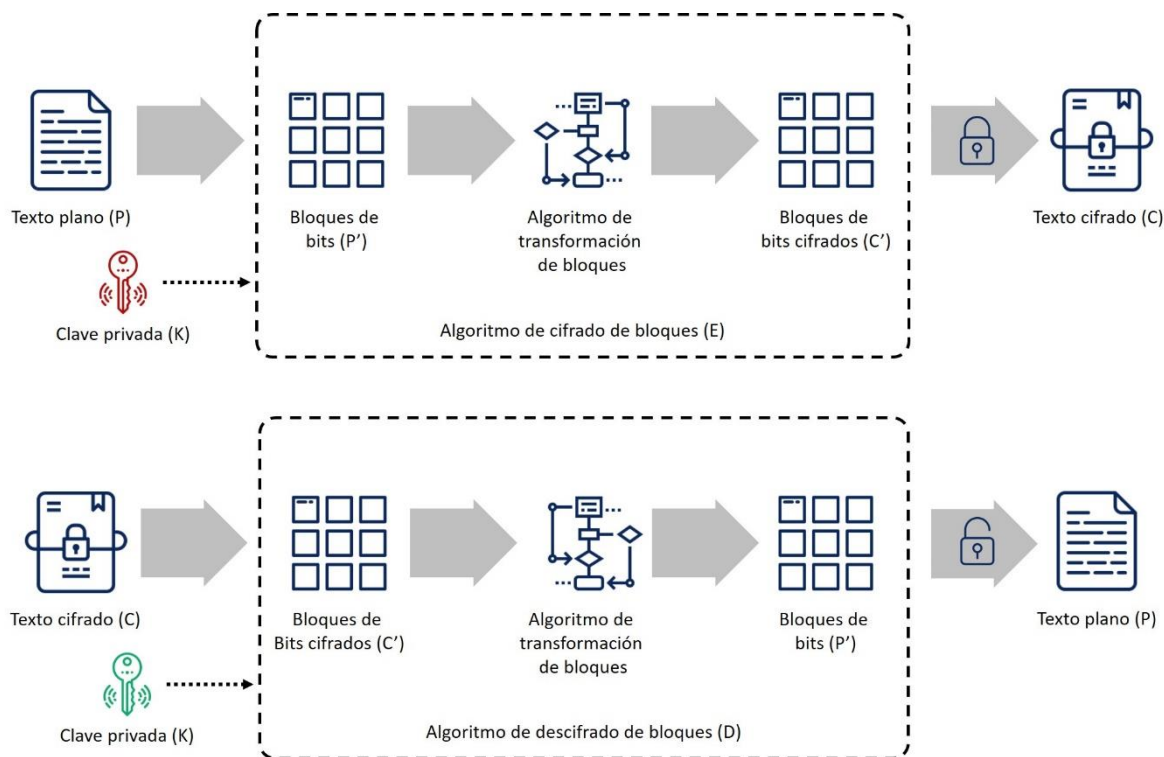 Texto plano (P)
Bloques de
bits (P’)
Algoritmo de
transformación
de bloques
Bloques de
bits cifrados (C’)
Texto cifrado (C)
Clave privada (K)
Algoritmo de cifrado de bloques (E)
Texto cifrado (C)
Bloques de
Bits cifrados (C’)
Algoritmo de
transformación
de bloques
Bloques de
bits (P’)
Texto plano (P)
Clave privada (K)
Algoritmo de descifrado de bloques (D)